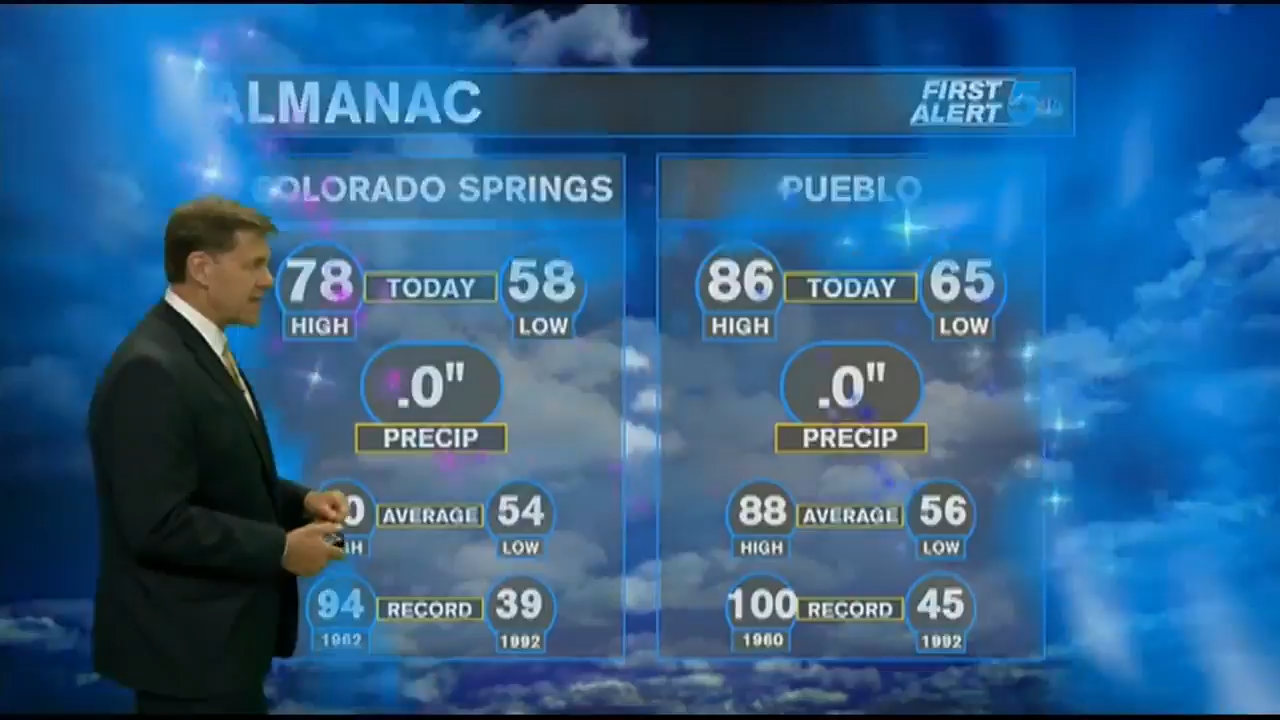 ALMANAC
FIRST ALERT 5
COLORADO SPRINGS
78 TODAY 58
HIGH LOW
.0"
PRECIP
AVERAGE 54
LOW
94 RECORD 39
1962 1992
PUEBLO
86 TODAY 65
HIGH LOW
.0"
PRECIP
88 AVERAGE 56
HIGH LOW
100 RECORD 45
1960 1992